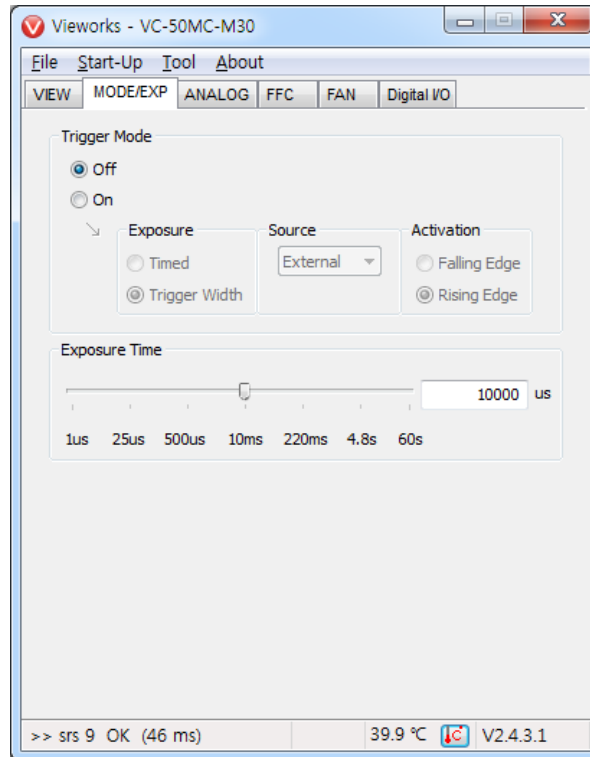 Vieworks - VC-50MC-M30
File Start-Up Tool About
VIEW MODE/EXP ANALOG FFC FAN Digital I/O
Trigger Mode
Off
On
Exposure Source Activation
Timed External Falling Edge
Trigger Width Rising Edge
Exposure Time
10000 us
1us 25us 500us 10ms 220ms 4.8s 60s
>> srs 9 OK (46 ms) 39.9 ℃ C V2.4.3.1